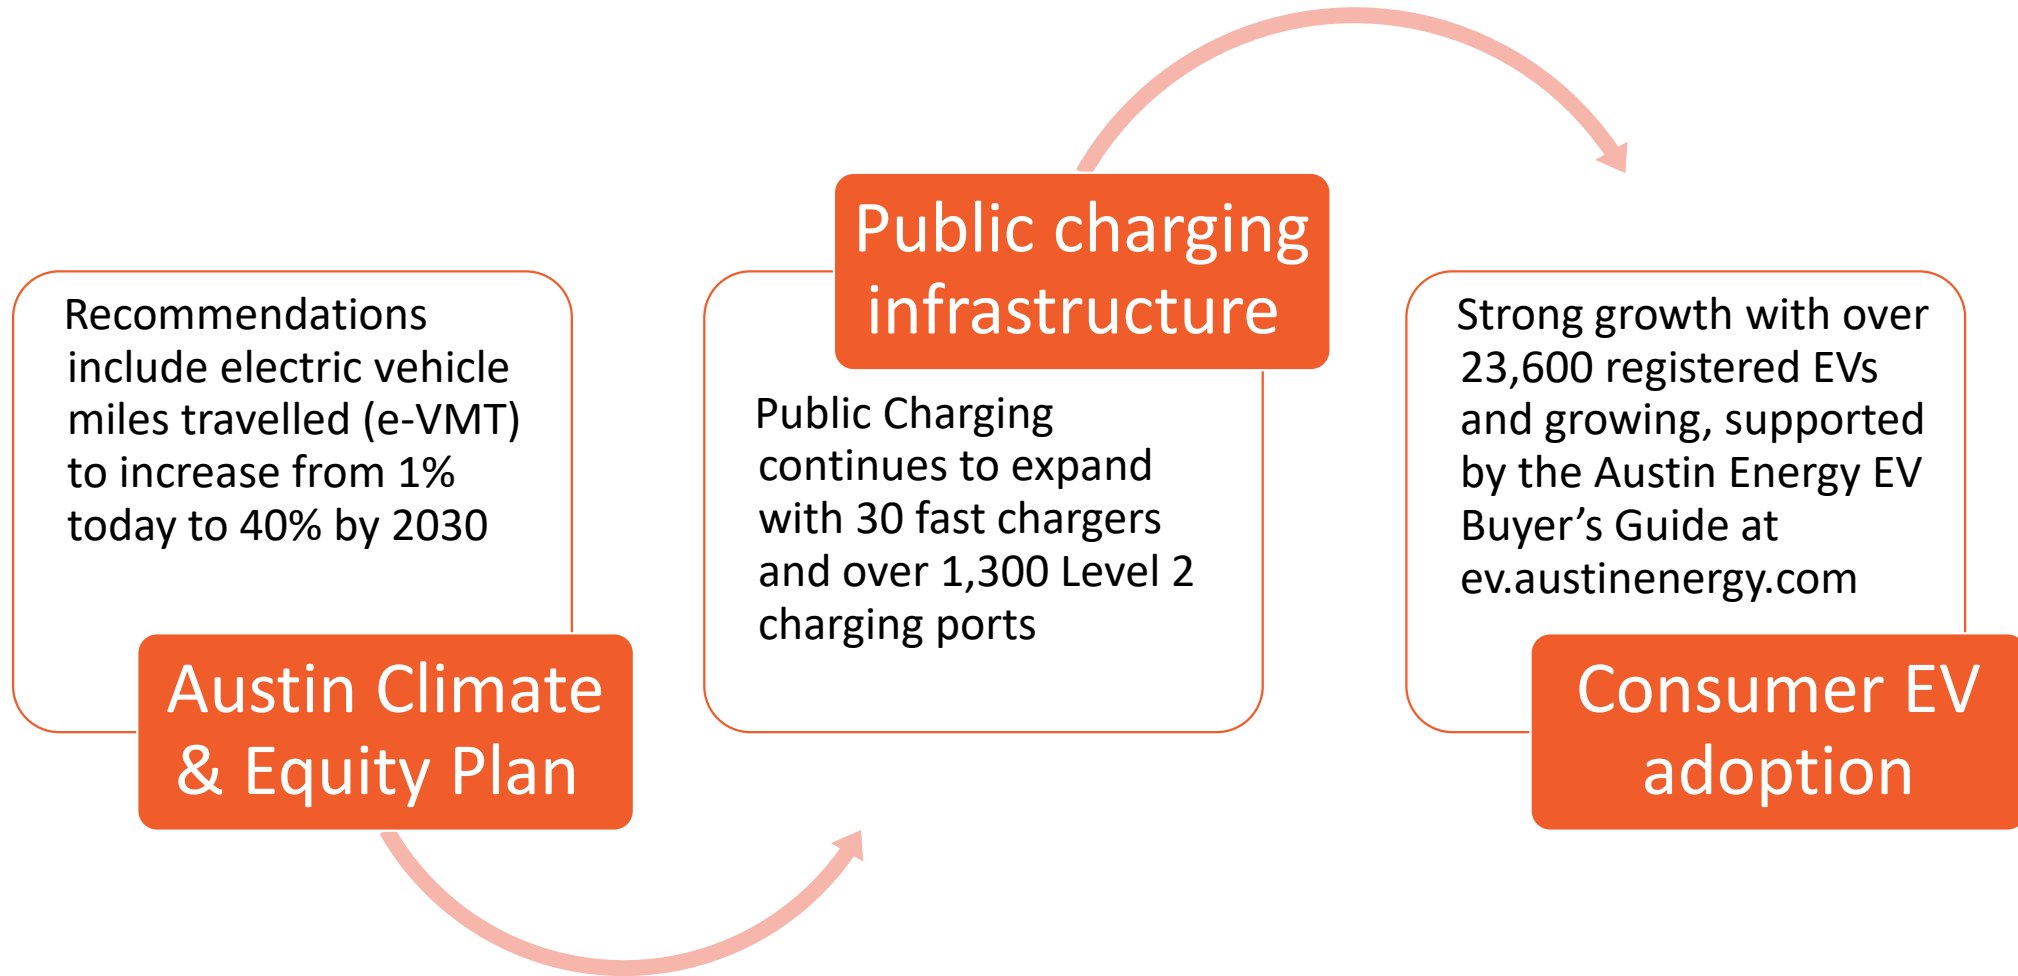 Recommendations
include electric vehicle
miles travelled (e-VMT)
to increase from 1%
today to 40% by 2030
Austin Climate
& Equity Plan
Public charging
infrastructure
Public Charging
continues to expand
with 30 fast chargers
and over 1,300 Level 2
charging ports
Strong growth with over
23,600 registered EVs
and growing, supported
by the Austin Energy EV
Buyer’s Guide at
ev.austinenergy.com
Consumer EV
adoption